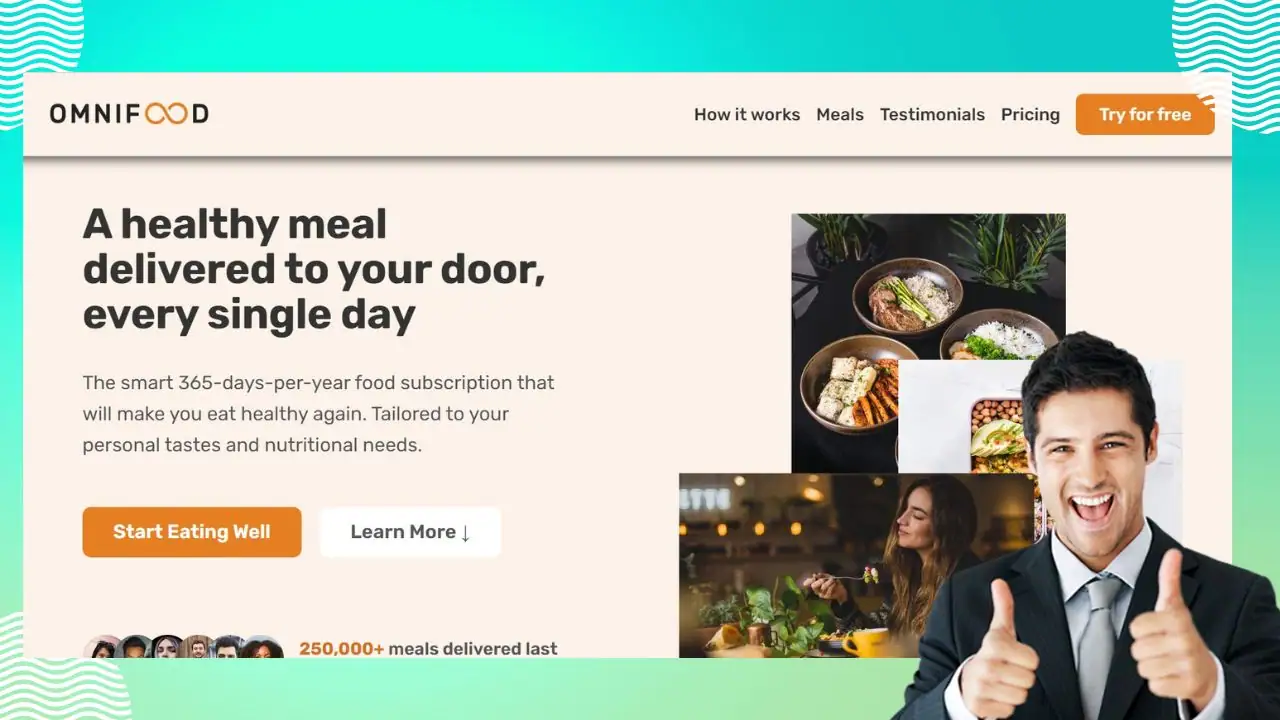 OMNIFOOD
How it works Meals Testimonials Pricing Try for free
A healthy meal
delivered to your door,
every single day
The smart 365-days-per-year food subscription that
will make you eat healthy again. Tailored to your
personal tastes and nutritional needs.
Start Eating Well Learn More ↓
250,000+ meals delivered last